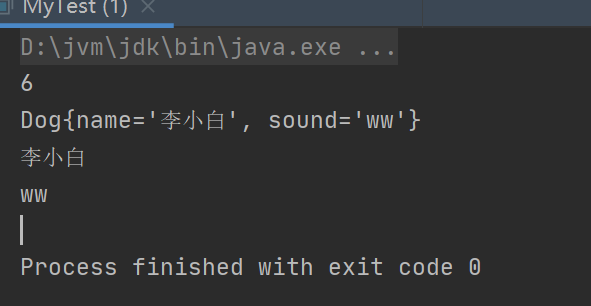 MyTest (1) ×
D:\jvm\jdk\bin\java.exe ...
6
Dog{name='李小白', sound='ww'}
李小白
ww
Process finished with exit code 0